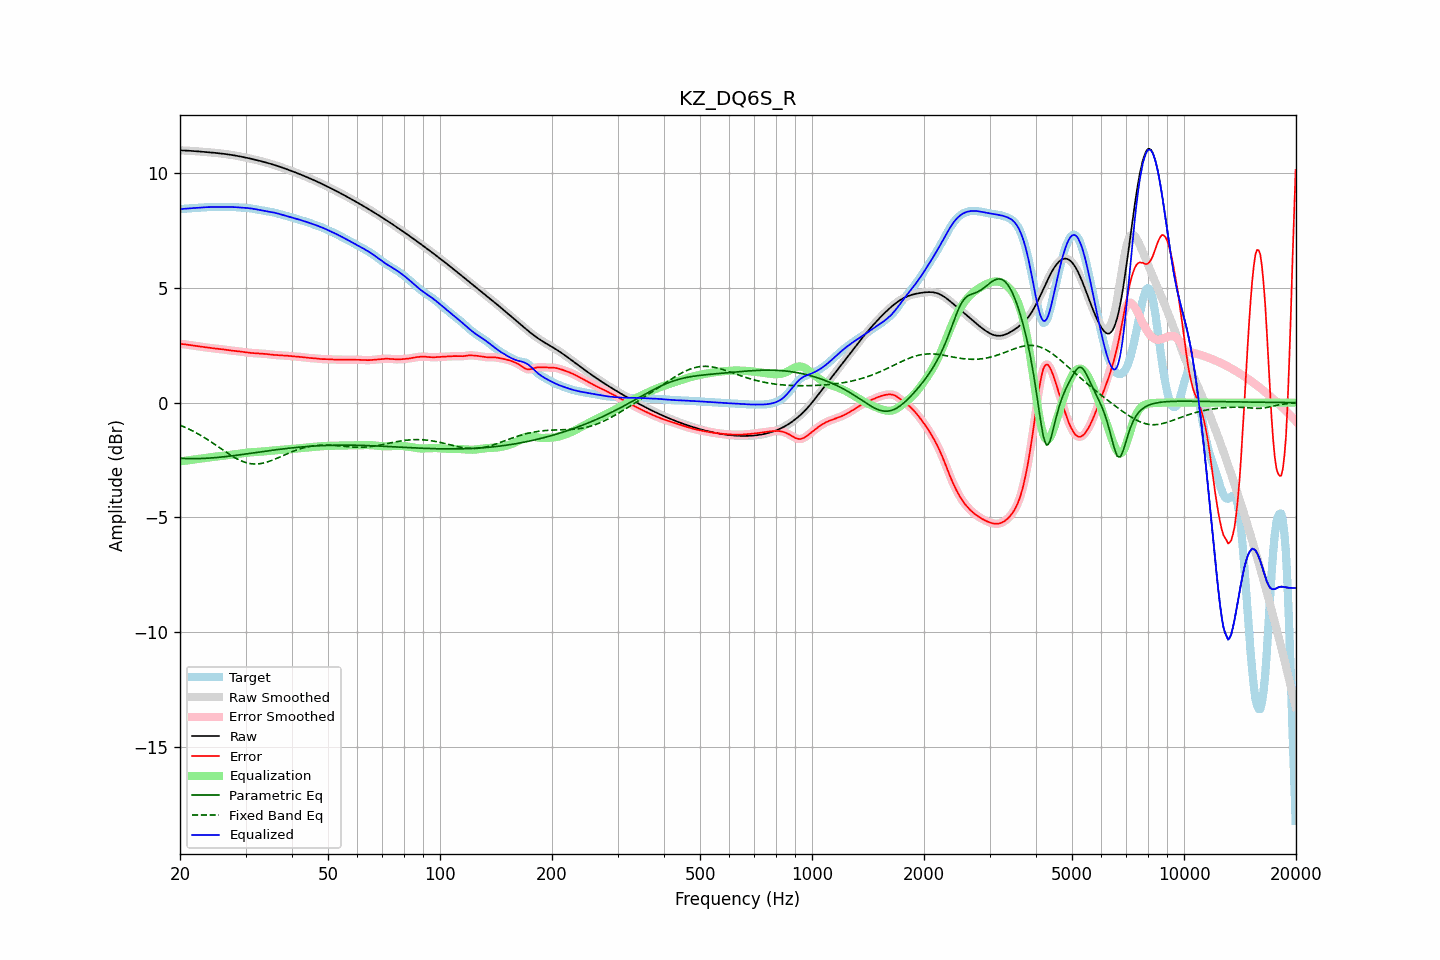 KZ_DQ6S_R
Amplitude (dBr)
10
5
0
−5
−10
−15
Target
Raw Smoothed
Error Smoothed
Raw
Error
Equalization
Parametric Eq
Fixed Band Eq
Equalized
20 50 100 200 500 1000 2000 5000 10000 20000
Frequency (Hz)